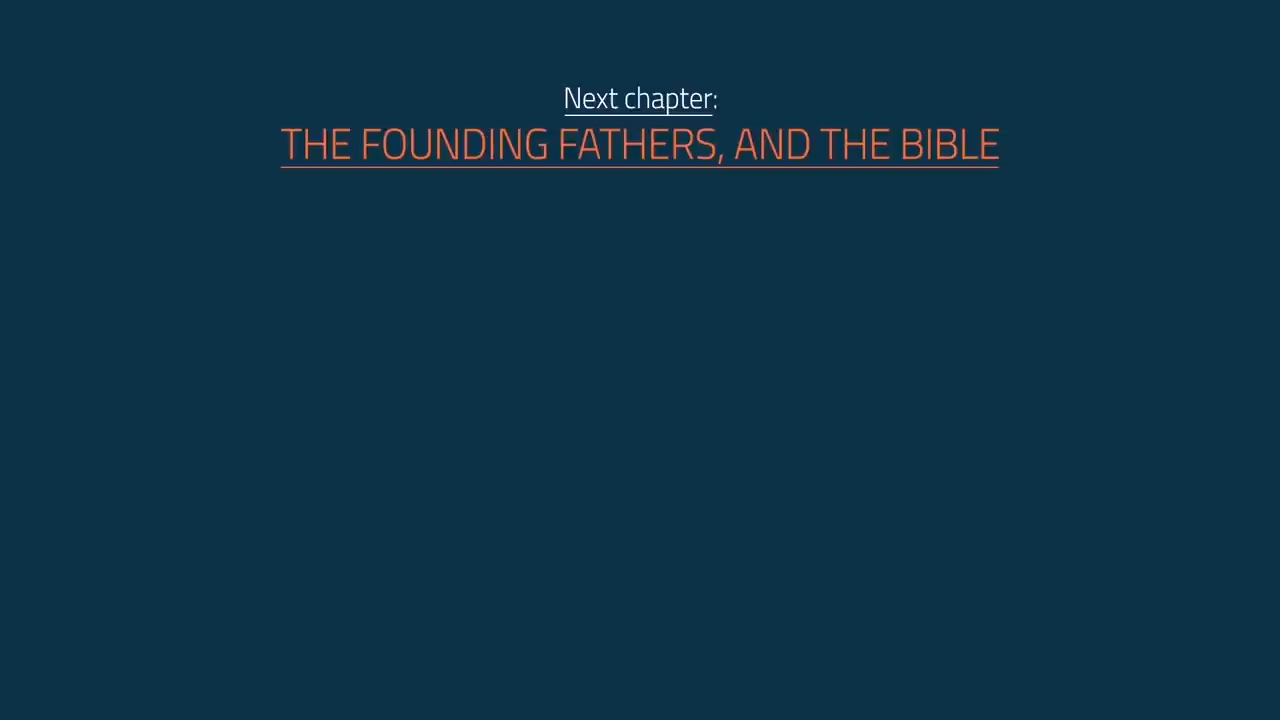 Next chapter:
THE FOUNDING FATHERS, AND THE BIBLE